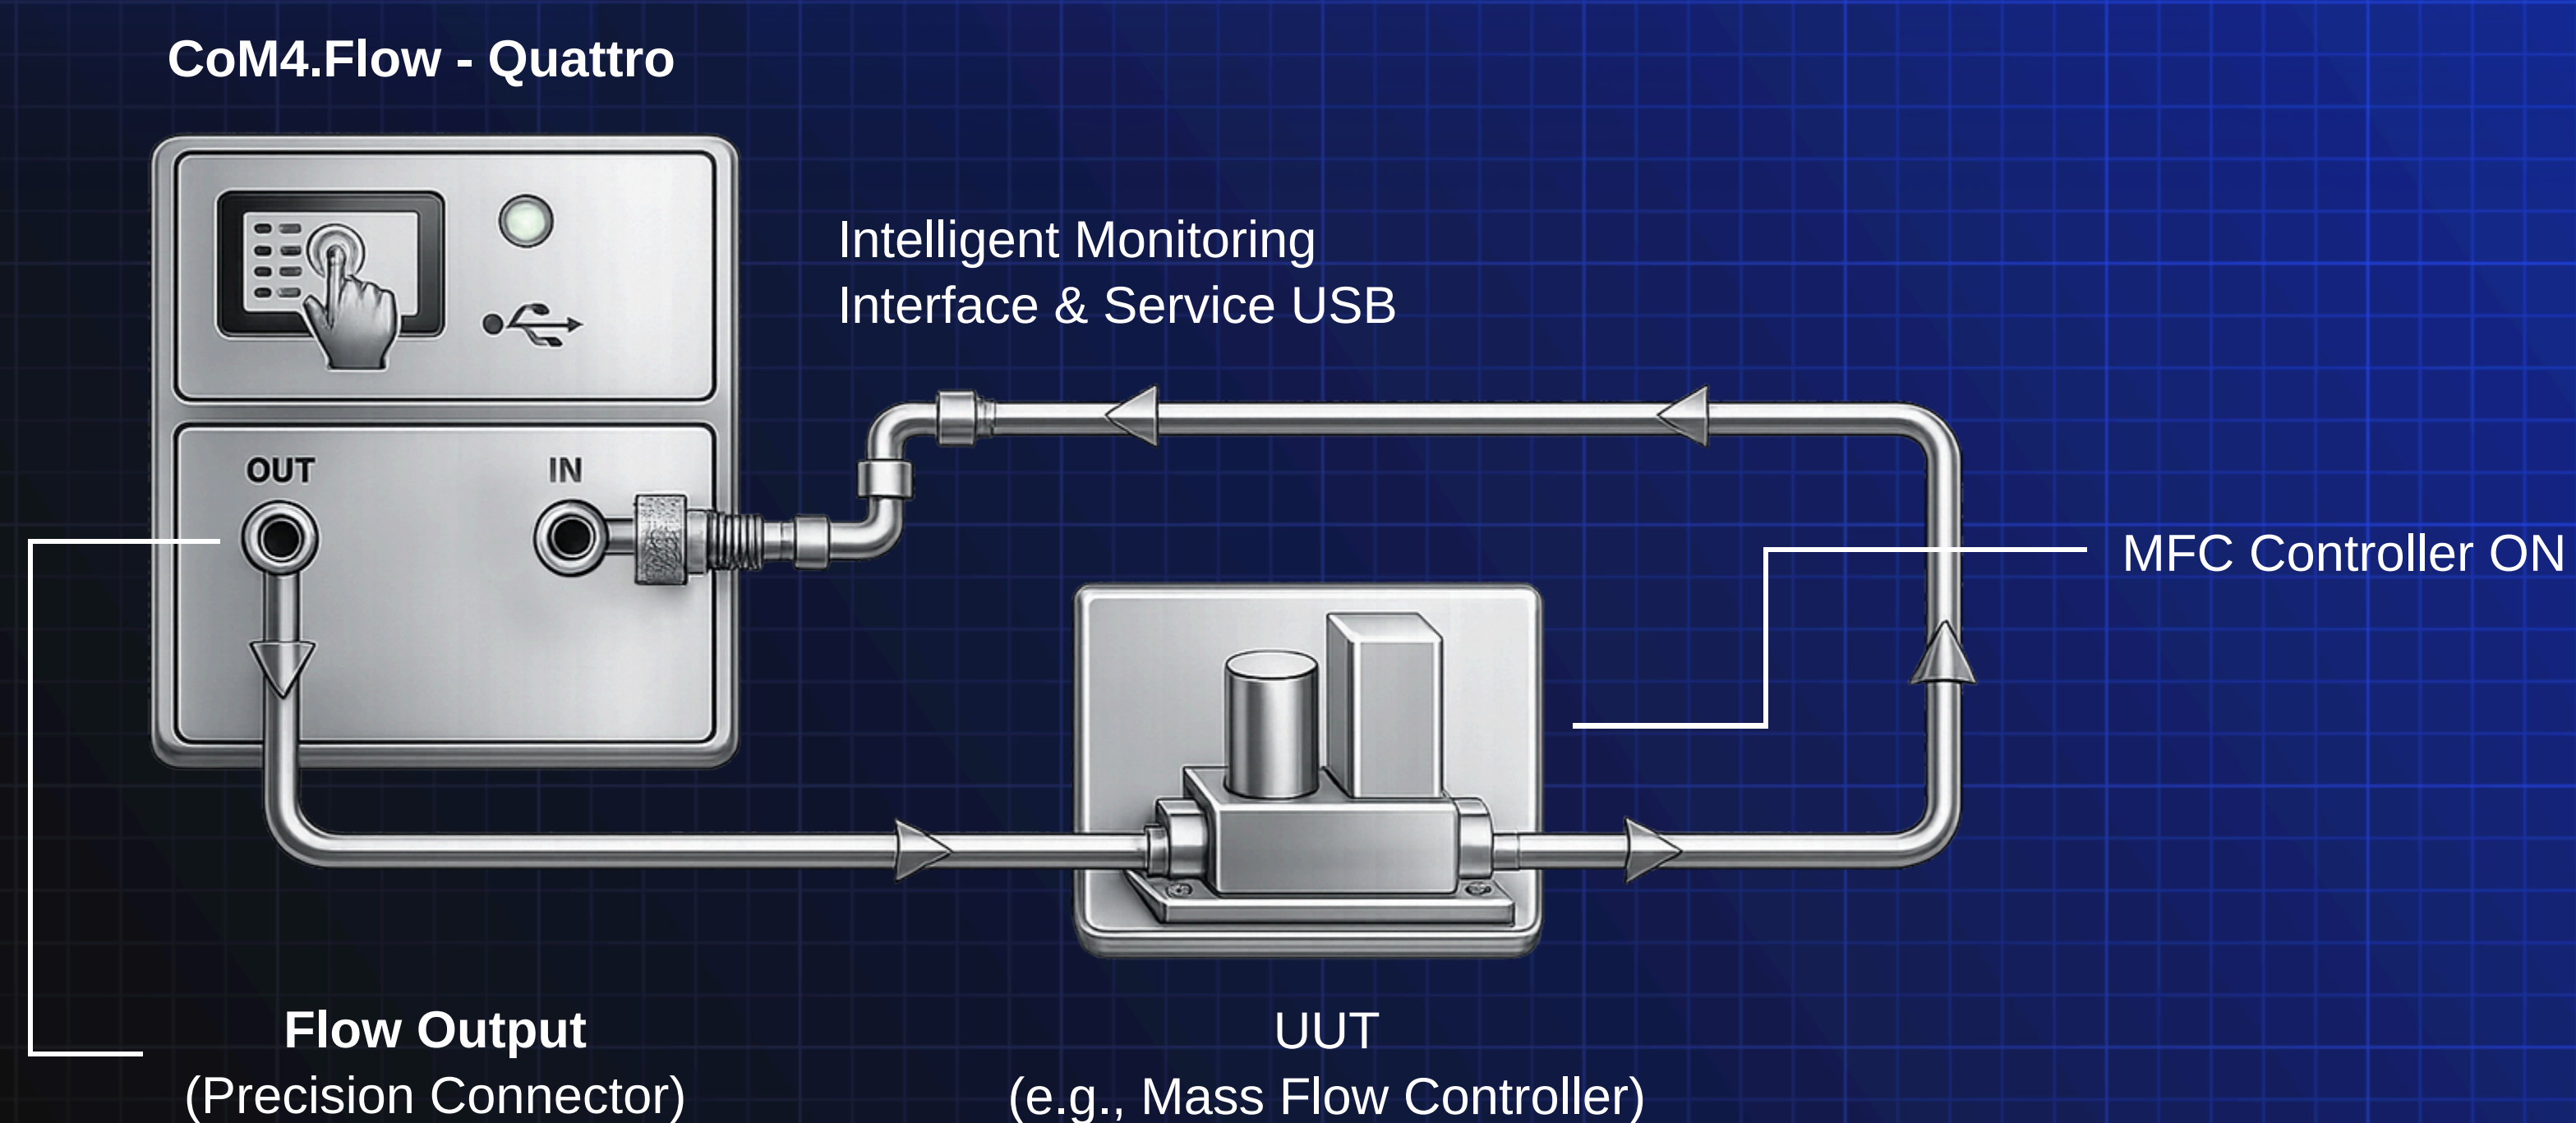 CoM4.Flow - Quattro
Intelligent Monitoring
Interface & Service USB
OUT
IN
MFC Controller ON
Flow Output
(Precision Connector)
UUT
(e.g., Mass Flow Controller)